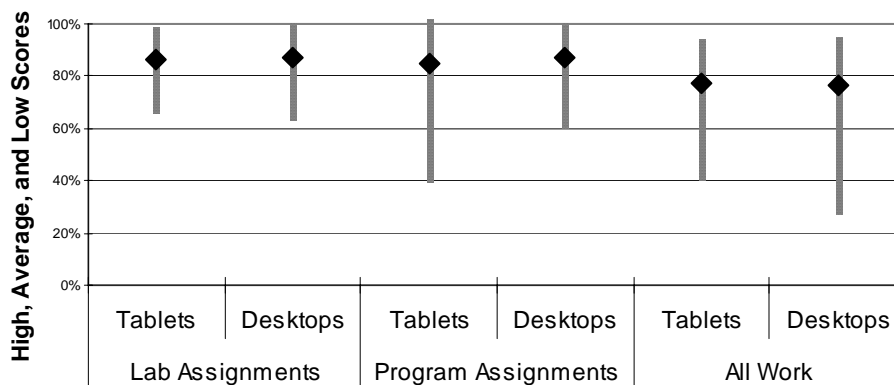 High, Average, and Low Scores
100%
80%
60%
40%
20%
0%
Tablets Desktops Tablets Desktops Tablets Desktops
Lab Assignments Program Assignments All Work